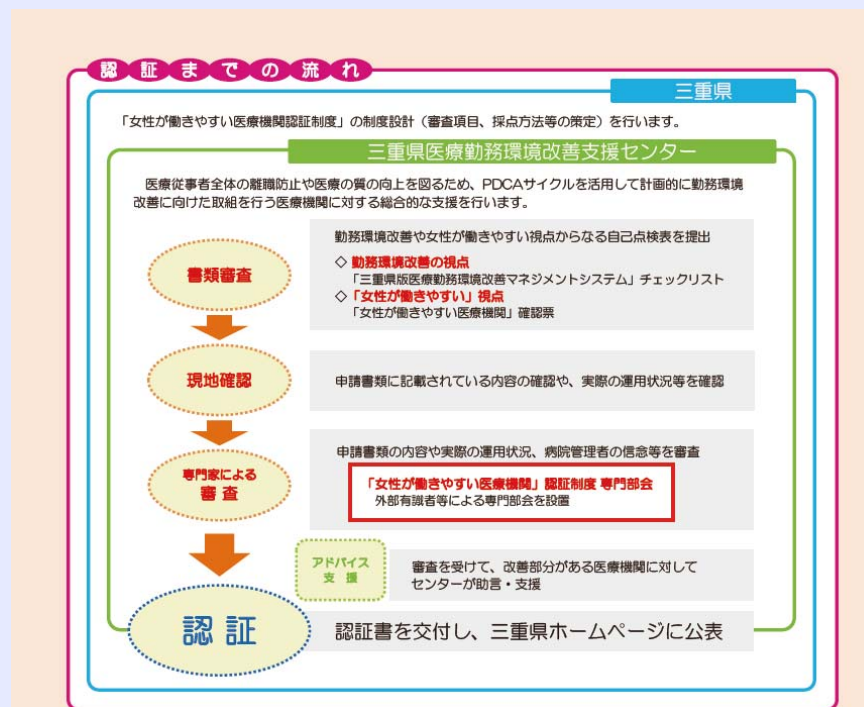 認証までの流れ
三重県
「女性が働きやすい医療機関認証制度」の制度設計（審査項目、採点方法等の策定）を行います。
三重県医療勤務環境改善支援センター
医療従事者全体の離職防止や医療の質の向上を図るため、PDCAサイクルを活用して計画的に勤務環境
改善に向けた取組を行う医療機関に対する総合的な支援を行います。
書類審査
勤務環境改善や女性が働きやすい視点からなる自己点検表を提出
◇ 勤務環境改善の視点
「三重県版医療勤務環境改善マネジメントシステム」チェックリスト
◇「女性が働きやすい」視点
「女性が働きやすい医療機関」確認票
現地確認
申請書類に記載されている内容の確認や、実際の運用状況等を確認
専門家による
審査
申請書類の内容や実際の運用状況、病院管理者の信念等を審査
「女性が働きやすい医療機関」認証制度 専門部会
外部有識者等による専門部会を設置
アドバイス
支援
審査を受けて、改善部分がある医療機関に対して
センターが助言・支援
認証
認証書を交付し、三重県ホームページに公表